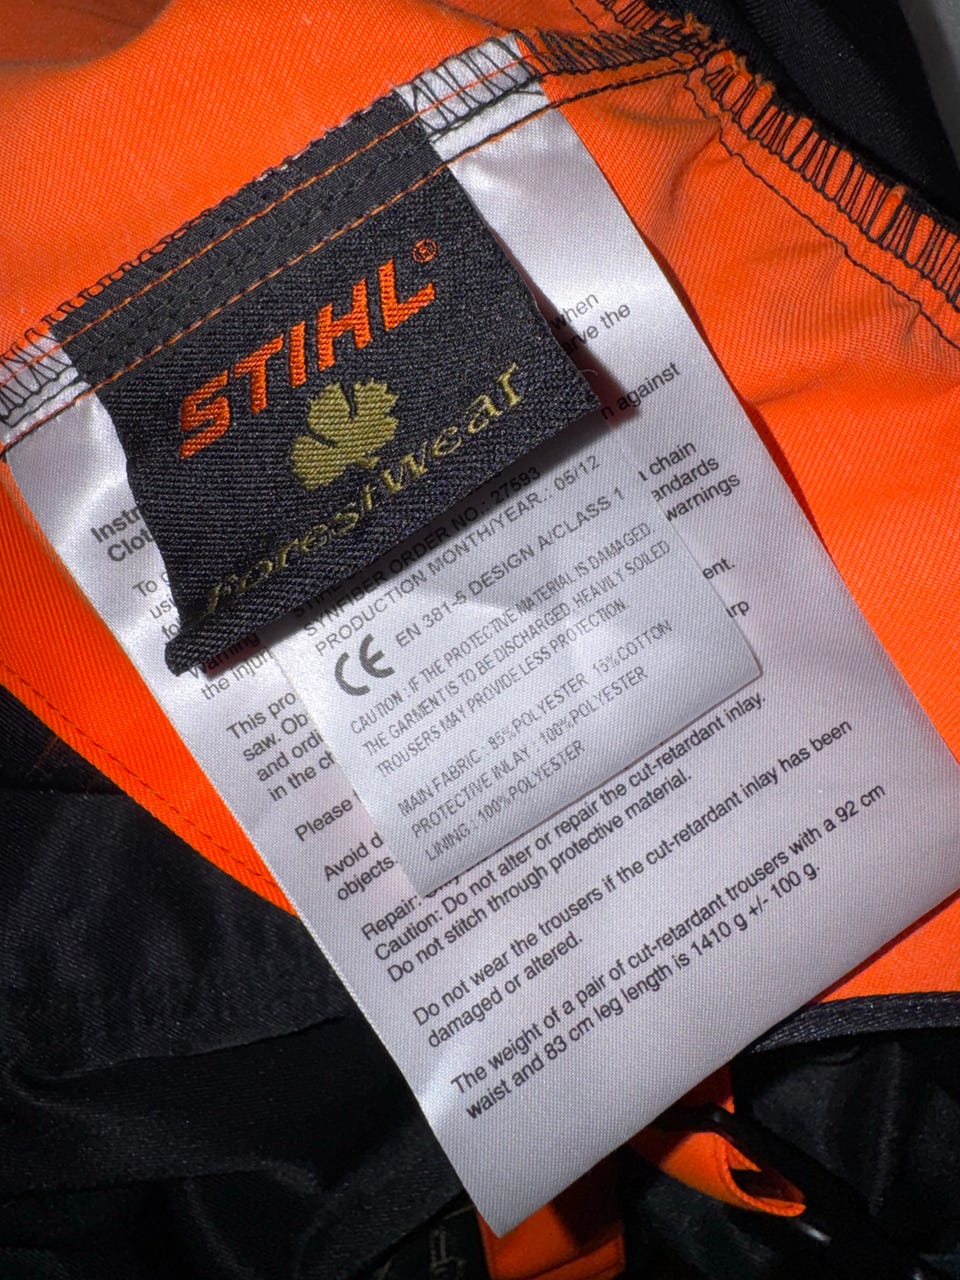 STIHL®
ForestWear
SYNFIBER ORDER NO.: 27593
PRODUCTION MONTH/YEAR.: 05/12
CE EN 381-5 DESIGN A/CLASS 1
CAUTION : IF THE PROTECTIVE MATERIAL IS DAMAGED,
THE GARMENT IS TO BE DISCHARGED. HEAVILY SOILED
TROUSERS MAY PROVIDE LESS PROTECTION.
MAIN FABRIC : 85%POLYESTER 15%COTTON
PROTECTIVE INLAY : 100%POLYESTER
LINING : 100%POLYESTER
when
the
against
chain
warnings
To
Warning
the injur
This pro
saw. Ob
and ordi
in the ch
Please
Avoid d
objects.
Repair:
Caution: Do not alter or repair the cut-retardant inlay.
Do not stitch through protective material.
Do not wear the trousers if the cut-retardant inlay has been
damaged or altered.
The weight of a pair of cut-retardant trousers with a 92 cm
waist and 83 cm leg length is 1410 g +/- 100 g.